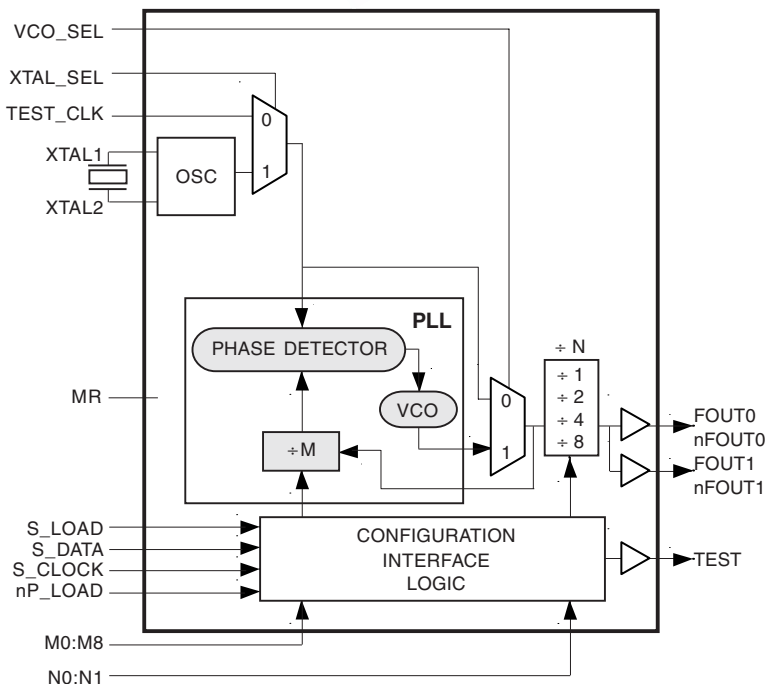 VCO_SEL
XTAL_SEL
TEST_CLK
0
XTAL1
OSC
1
XTAL2
PLL
PHASE DETECTOR
÷ N
÷ 1
÷ 2
÷ 4
÷ 8
MR
VCO
0
1
FOUT0
nFOUT0
FOUT1
nFOUT1
÷M
S_LOAD
S_DATA
S_CLOCK
nP_LOAD
CONFIGURATION
INTERFACE
LOGIC
TEST
M0:M8
N0:N1